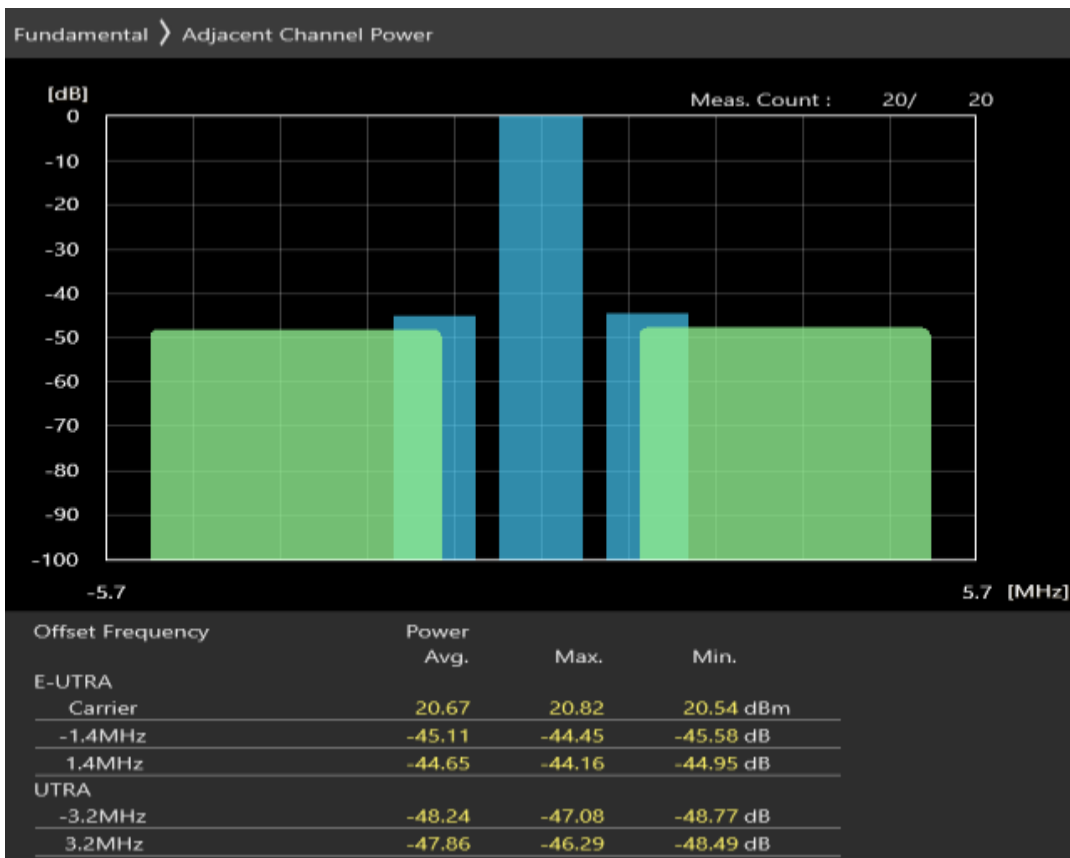 Fundamental 〉 Adjacent Channel Power
[dB]
Meas. Count : 20/ 20
0
-10
-20
-30
-40
-50
-60
-70
-80
-90
-100
-5.7 5.7 [MHz]
Offset Frequency Power
Avg. Max. Min.
E-UTRA
Carrier 20.67 20.82 20.54 dBm
-1.4MHz -45.11 -44.45 -45.58 dB
1.4MHz -44.65 -44.16 -44.95 dB
UTRA
-3.2MHz -48.24 -47.08 -48.77 dB
3.2MHz -47.86 -46.29 -48.49 dB